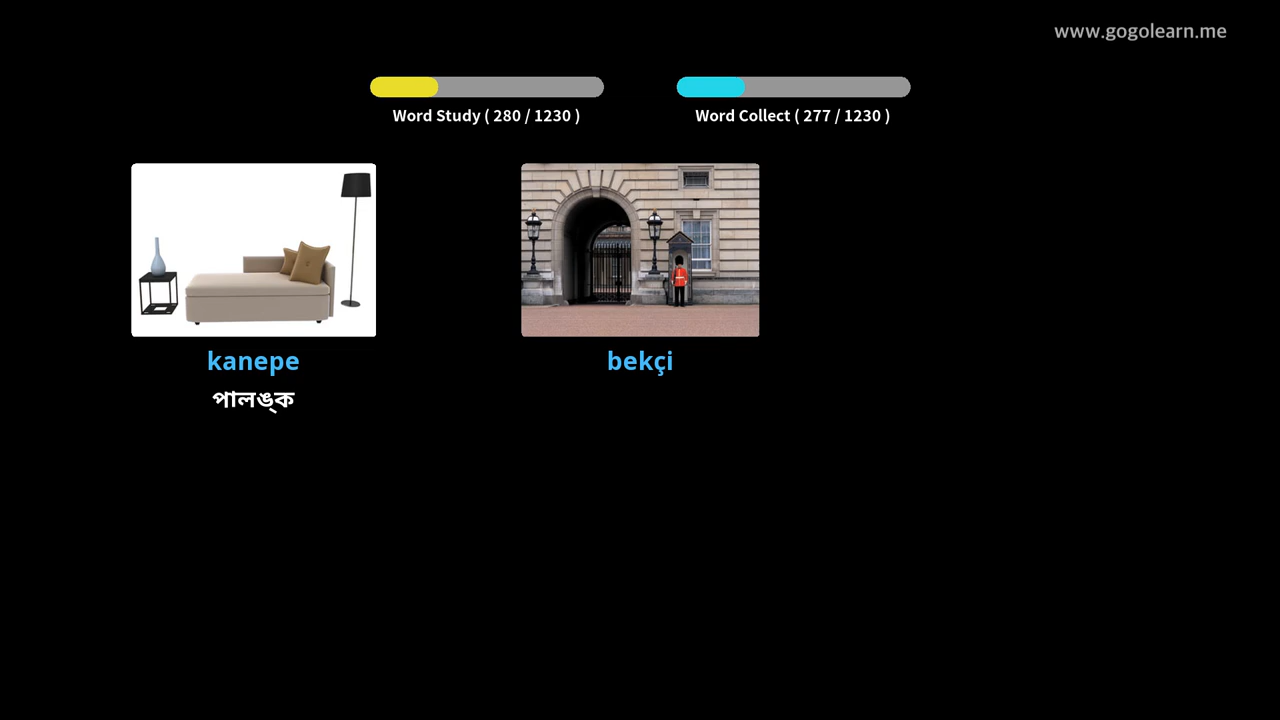 www.gogolearn.me
Word Study ( 280 / 1230 )
Word Collect ( 277 / 1230 )
kanepe
bekçi
পালঙ্ক